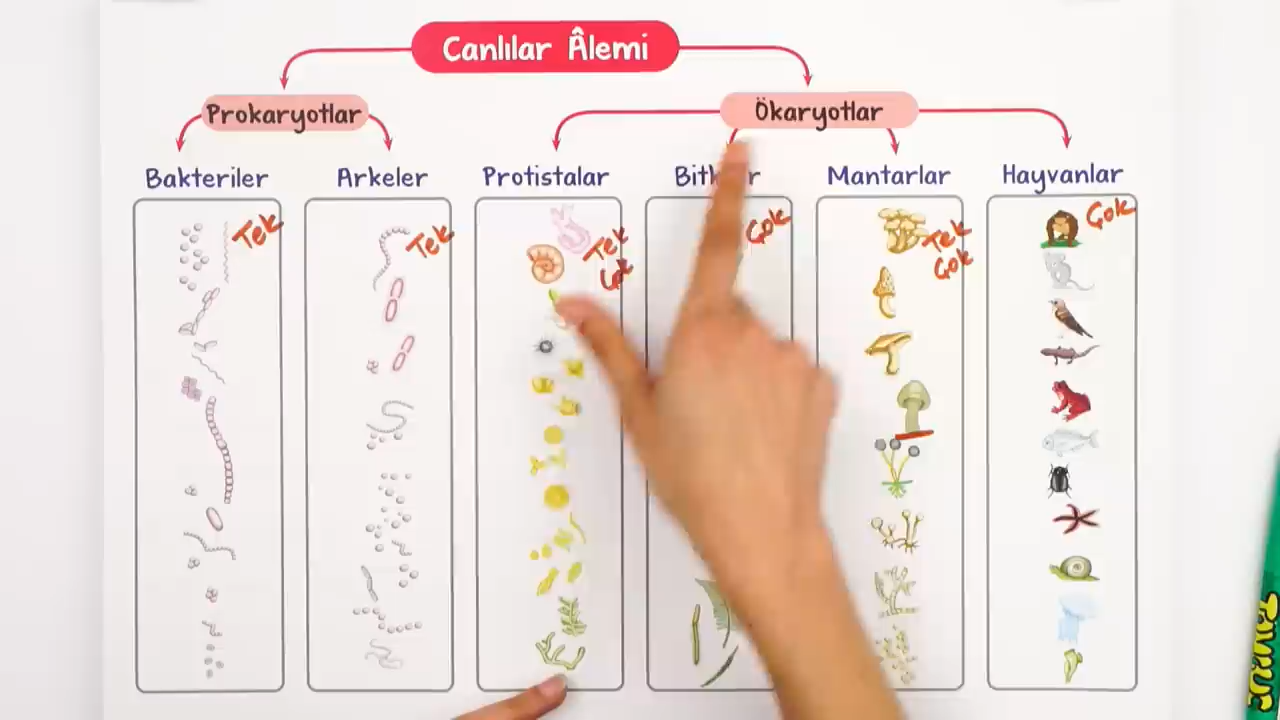 Canlılar Âlemi
Prokaryotlar
Ökaryotlar
Bakteriler
Arkeler
Protistalar
Mantarlar
Hayvanlar
Tek
Tek
Tek
Çok
Çok
Tek
Çok
Çok